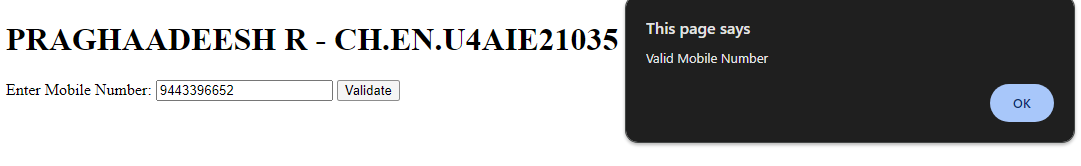 PRAGHAADEESH R - CH.EN.U4AIE21035
Enter Mobile Number: 9443396652 Validate
This page says
Valid Mobile Number
OK